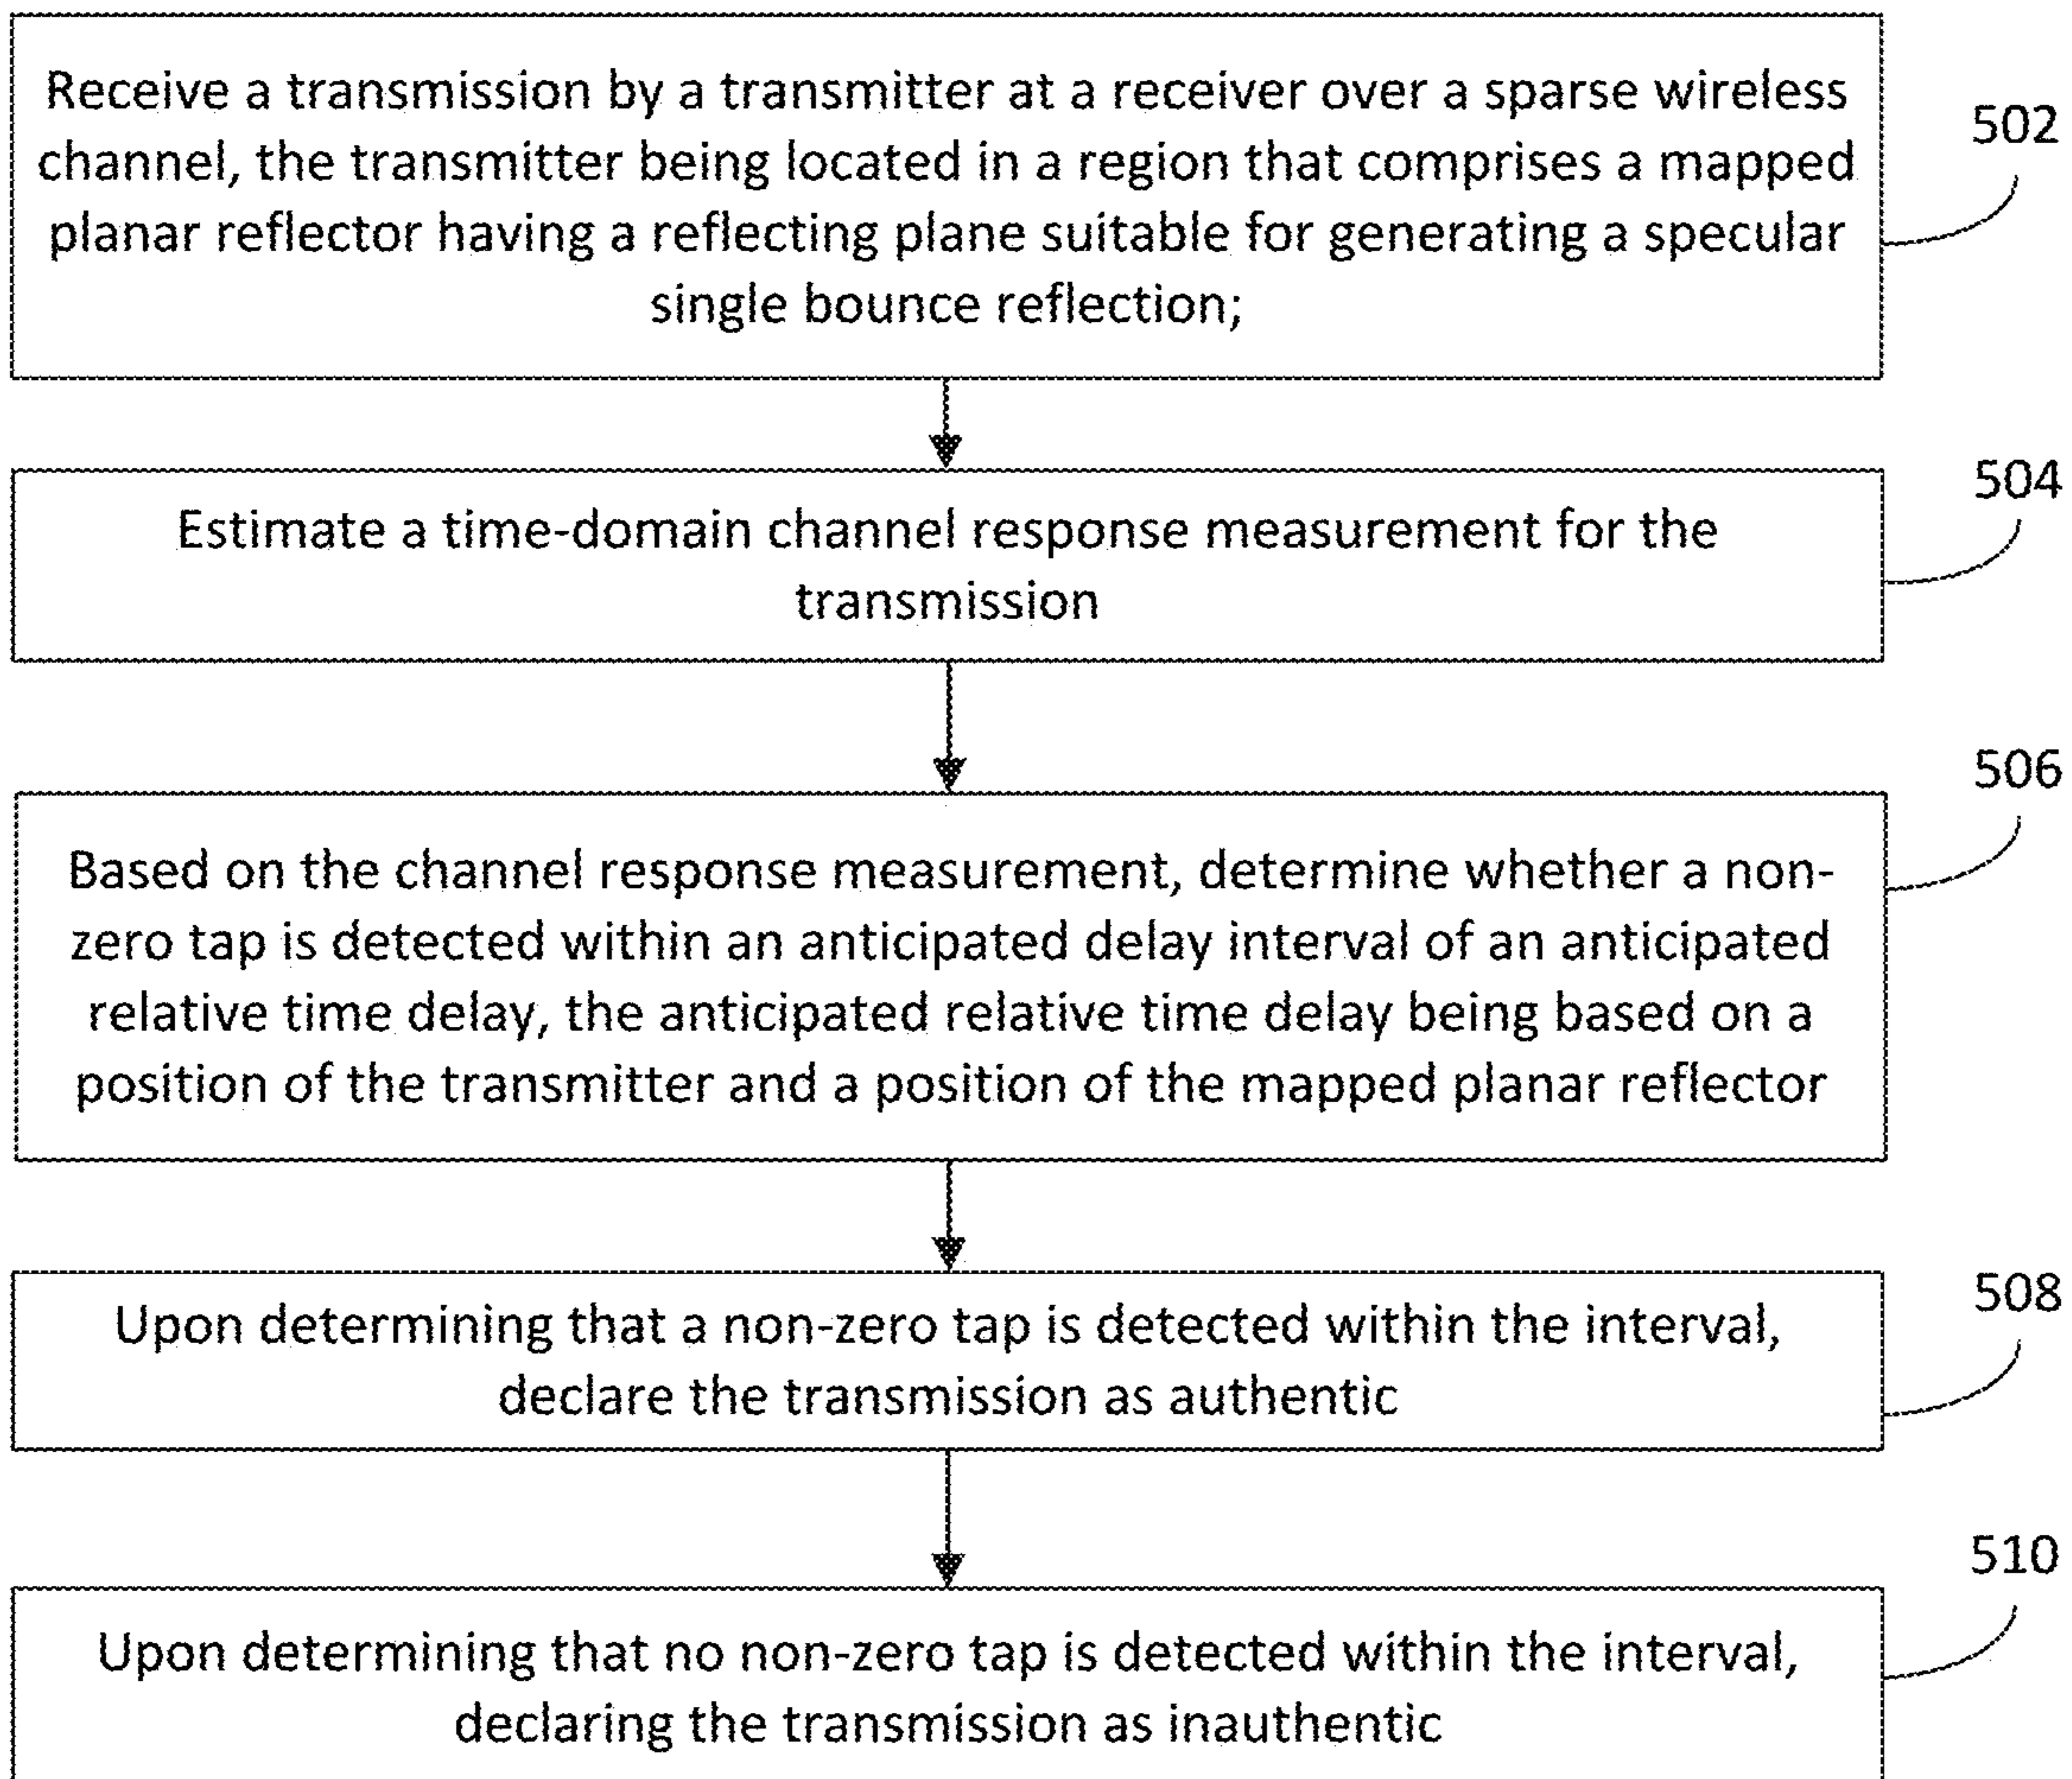 Receive a transmission by a transmitter at a receiver over a sparse wireless
channel, the transmitter being located in a region that comprises a mapped
planar reflector having a reflecting plane suitable for generating a specular
single bounce reflection;
502
Estimate a time-domain channel response measurement for the
transmission
504
Based on the channel response measurement, determine whether a non-
zero tap is detected within an anticipated delay interval of an anticipated
relative time delay, the anticipated relative time delay being based on a
position of the transmitter and a position of the mapped planar reflector
506
Upon determining that a non-zero tap is detected within the interval,
declare the transmission as authentic
508
Upon determining that no non-zero tap is detected within the interval,
declaring the transmission as inauthentic
510